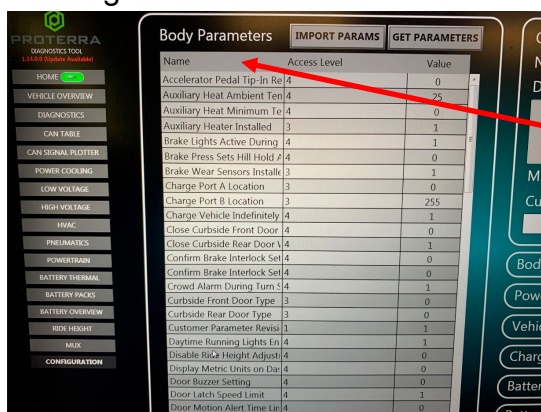 PROTERRA
DIAGNOSTICS TOOL
1.14.0.0 (Update Available)
HOME
VEHICLE OVERVIEW
DIAGNOSTICS
CAN TABLE
CAN SIGNAL PLOTTER
POWER COOLING
LOW VOLTAGE
HIGH VOLTAGE
HVAC
PNEUMATICS
POWERTRAIN
BATTERY THERMAL
BATTERY PACKS
BATTERY OVERVIEW
RIDE HEIGHT
MUX
CONFIGURATION
Body Parameters IMPORT PARAMS GET PARAMETERS
Name Access Level Value
Accelerator Pedal Tip-In Re 4 0
Auxiliary Heat Ambient Ten 4 25
Auxiliary Heat Minimum Te 4 0
Auxiliary Heater Installed 3 1
Brake Lights Active During 4 1
Brake Press Sets Hill Hold A 4 0
Brake Wear Sensors Installe 3 1
Charge Port A Location 3 0
Charge Port B Location 3 255
Charge Vehicle Indefinitely 4 1
Close Curbside Front Door 4 0
Close Curbside Rear Door V 4 1
Confirm Brake Interlock Set 4 0
Confirm Brake Interlock Set 4 0
Crowd Alarm During Turn S 4 1
Curbside Front Door Type 3 0
Curbside Rear Door Type 3 0
Customer Parameter Revisi 1 1
Daytime Running Lights En 4 1
Disable Ride Height Adjusti 4 0
Display Metric Units on Das 4 0
Door Buzzer Setting 4 0
Door Latch Speed Limit 4 1
Door Motion Alert Time Lin 4 0
Cu
Bod
Pow
Vehi
Charg
Batter